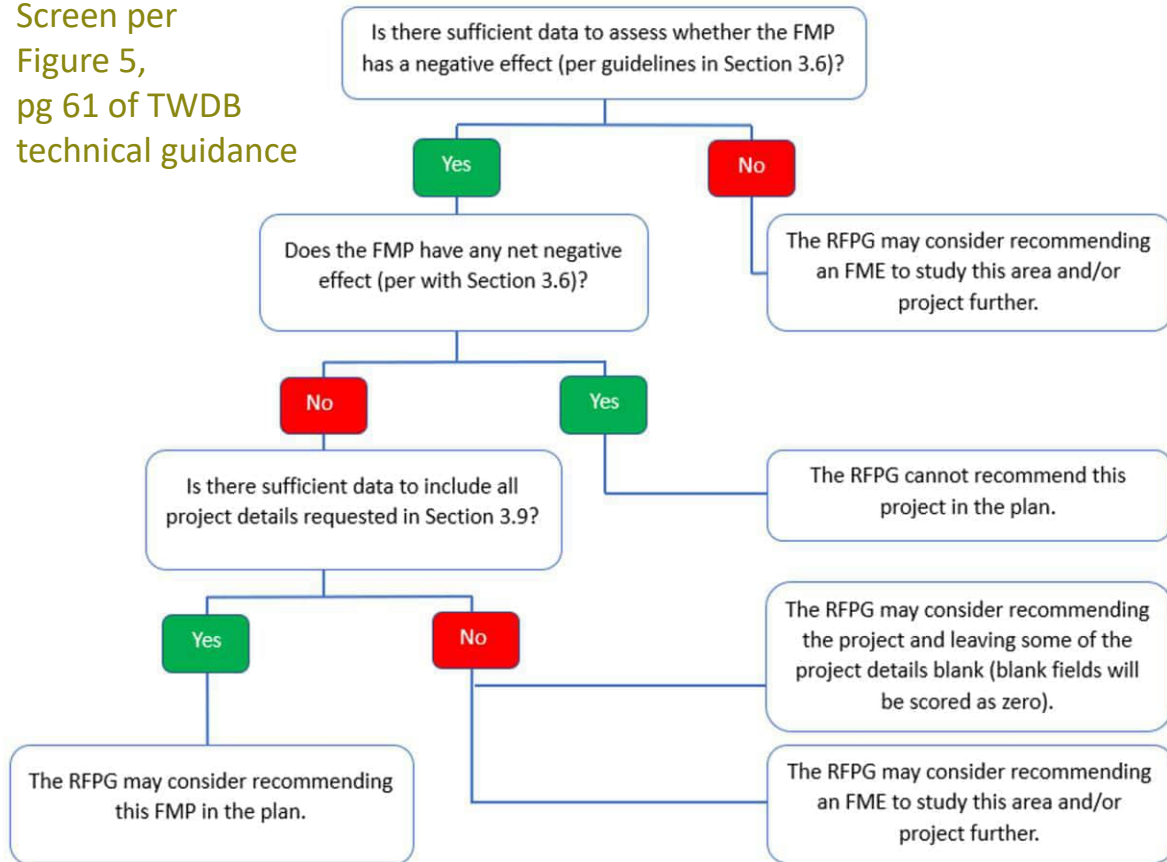 Screen per
Figure 5,
pg 61 of TWDB
technical guidance
Is there sufficient data to assess whether the FMP
has a negative effect (per guidelines in Section 3.6)?
Yes
No
Does the FMP have any net negative
effect (per with Section 3.6)?
The RFPG may consider recommending
an FME to study this area and/or
project further.
No
Yes
Is there sufficient data to include all
project details requested in Section 3.9?
The RFPG cannot recommend this
project in the plan.
Yes
No
The RFPG may consider recommending
the project and leaving some of the
project details blank (blank fields will
be scored as zero).
The RFPG may consider recommending
this FMP in the plan.
The RFPG may consider recommending
an FME to study this area and/or
project further.